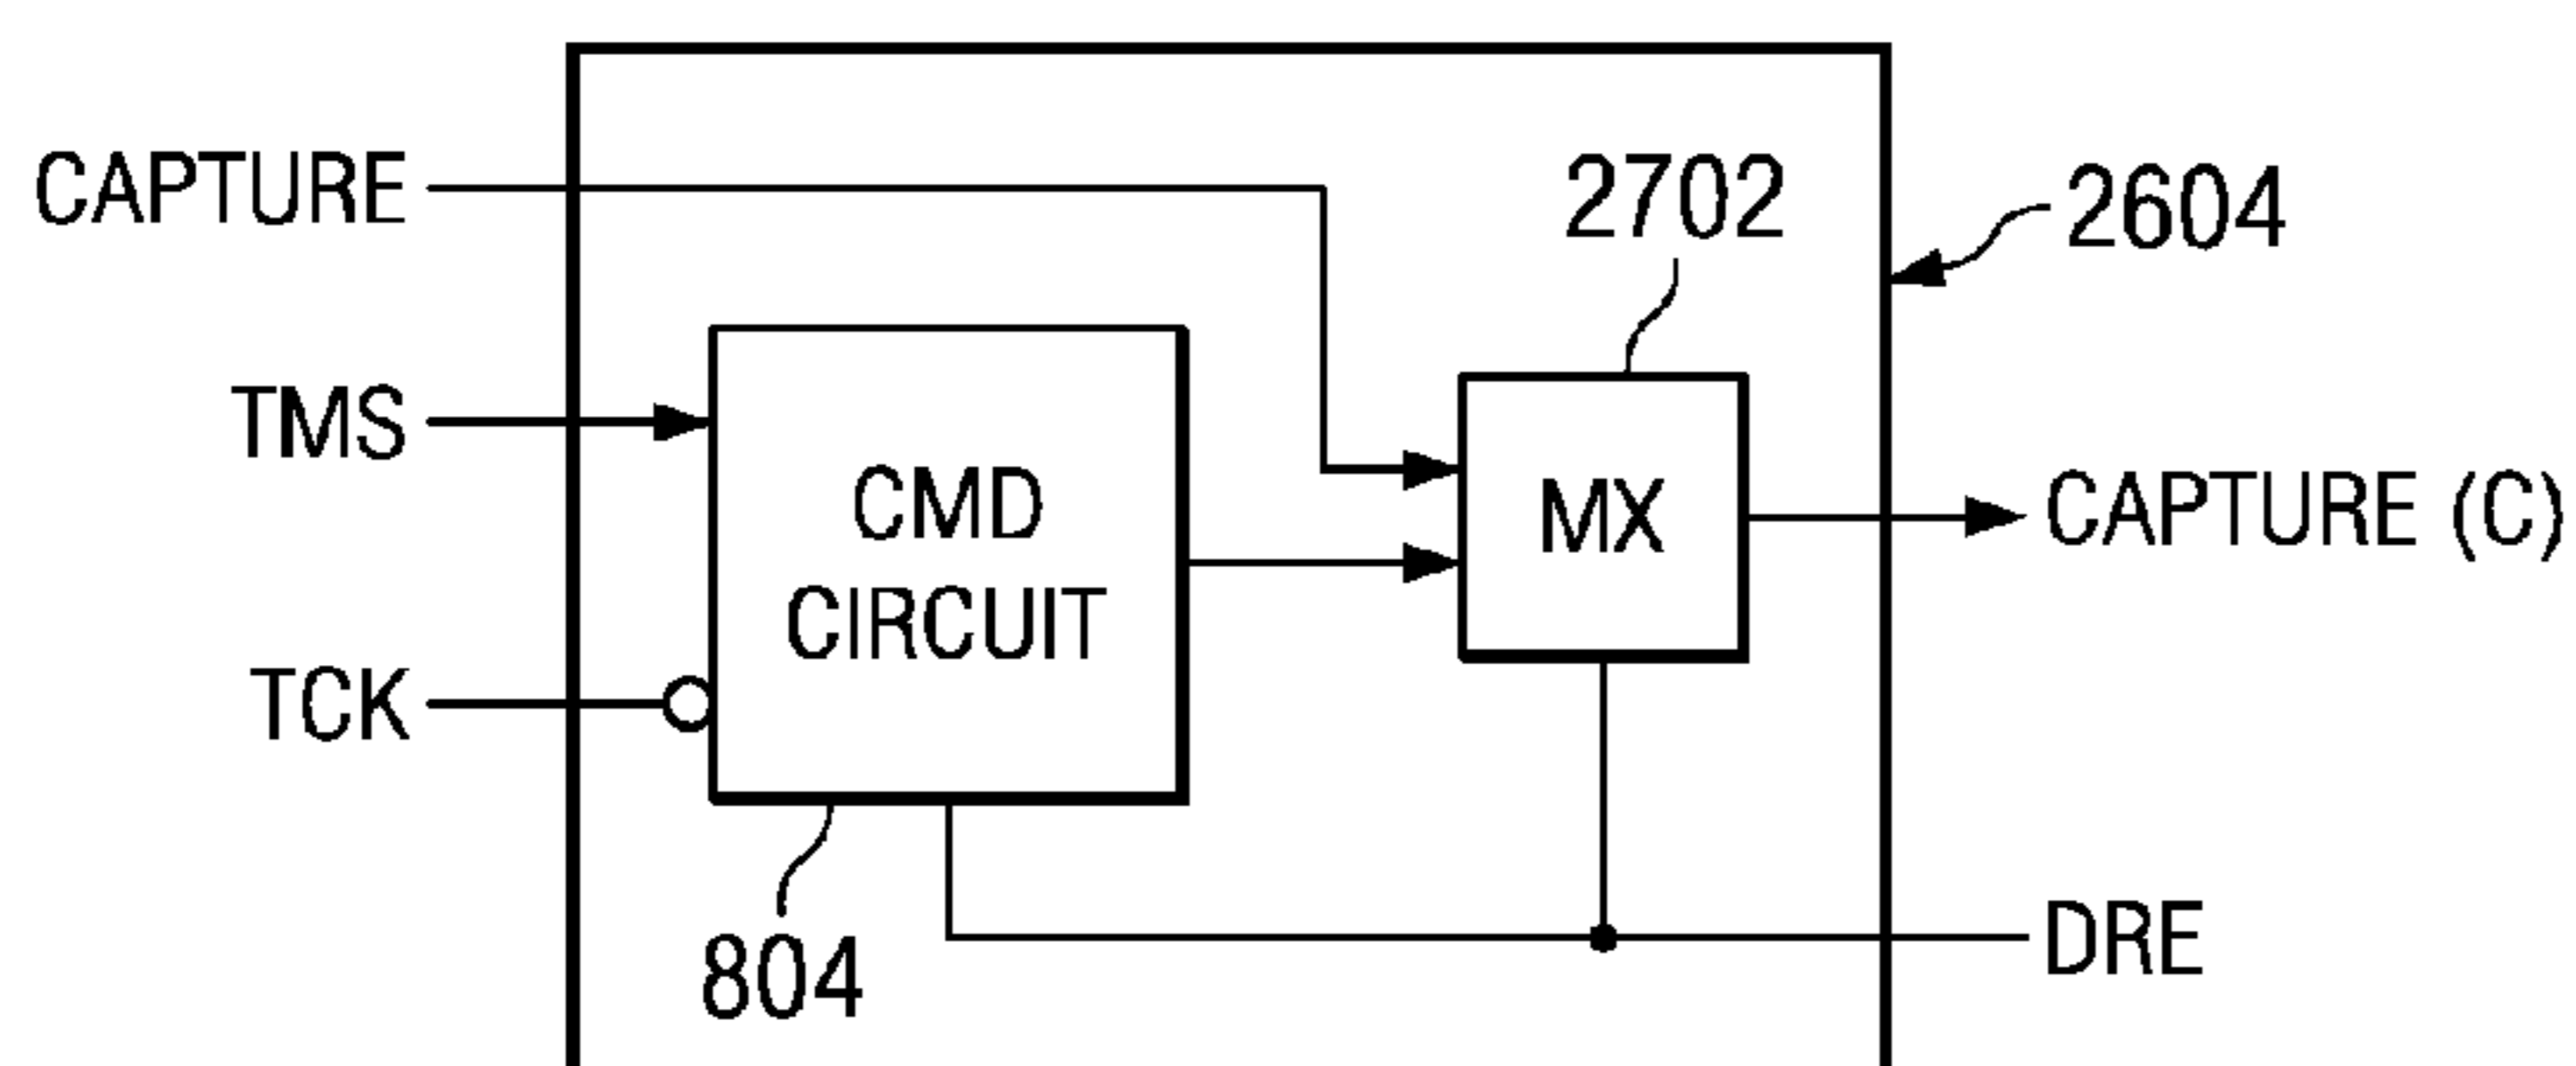 CAPTURE
2702
2604
TMS
CMD
CIRCUIT
MX
CAPTURE (C)
TCK
804
DRE